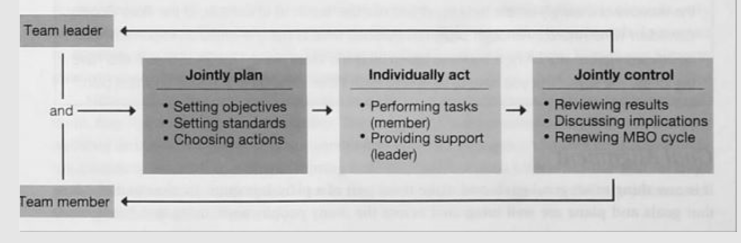 Team leader
and
Team member
Jointly plan
• Setting objectives
• Setting standards
• Choosing actions
Individually act
• Performing tasks
(member)
• Providing support
(leader)
Jointly control
• Reviewing results
• Discussing implications
• Renewing MBO cycle